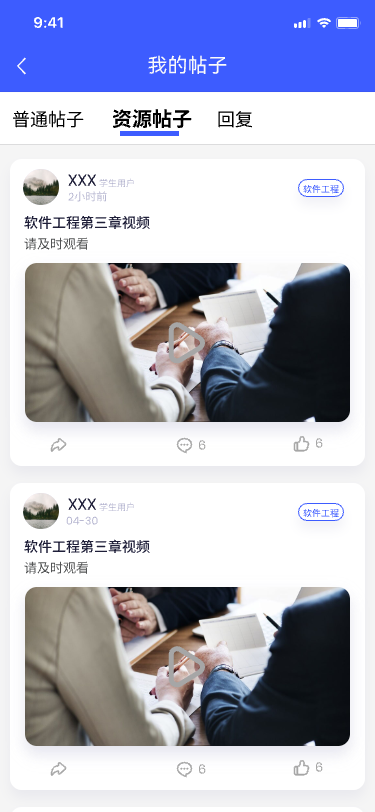 9:41
我的帖子
普通帖子 资源帖子 回复
XXX 学生用户
2小时前
软件工程
软件工程第三章视频
请及时观看
6 6
XXX 学生用户
04-30
软件工程
软件工程第三章视频
请及时观看
6 6